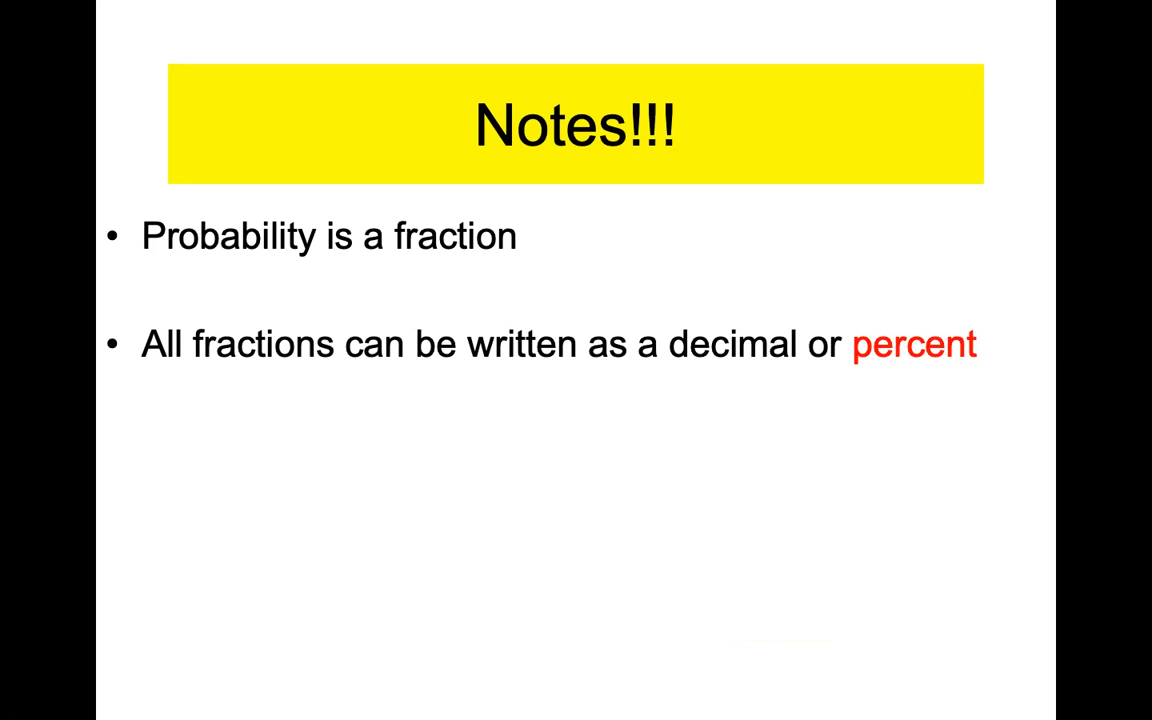 Notes!!!
• Probability is a fraction
• All fractions can be written as a decimal or percent